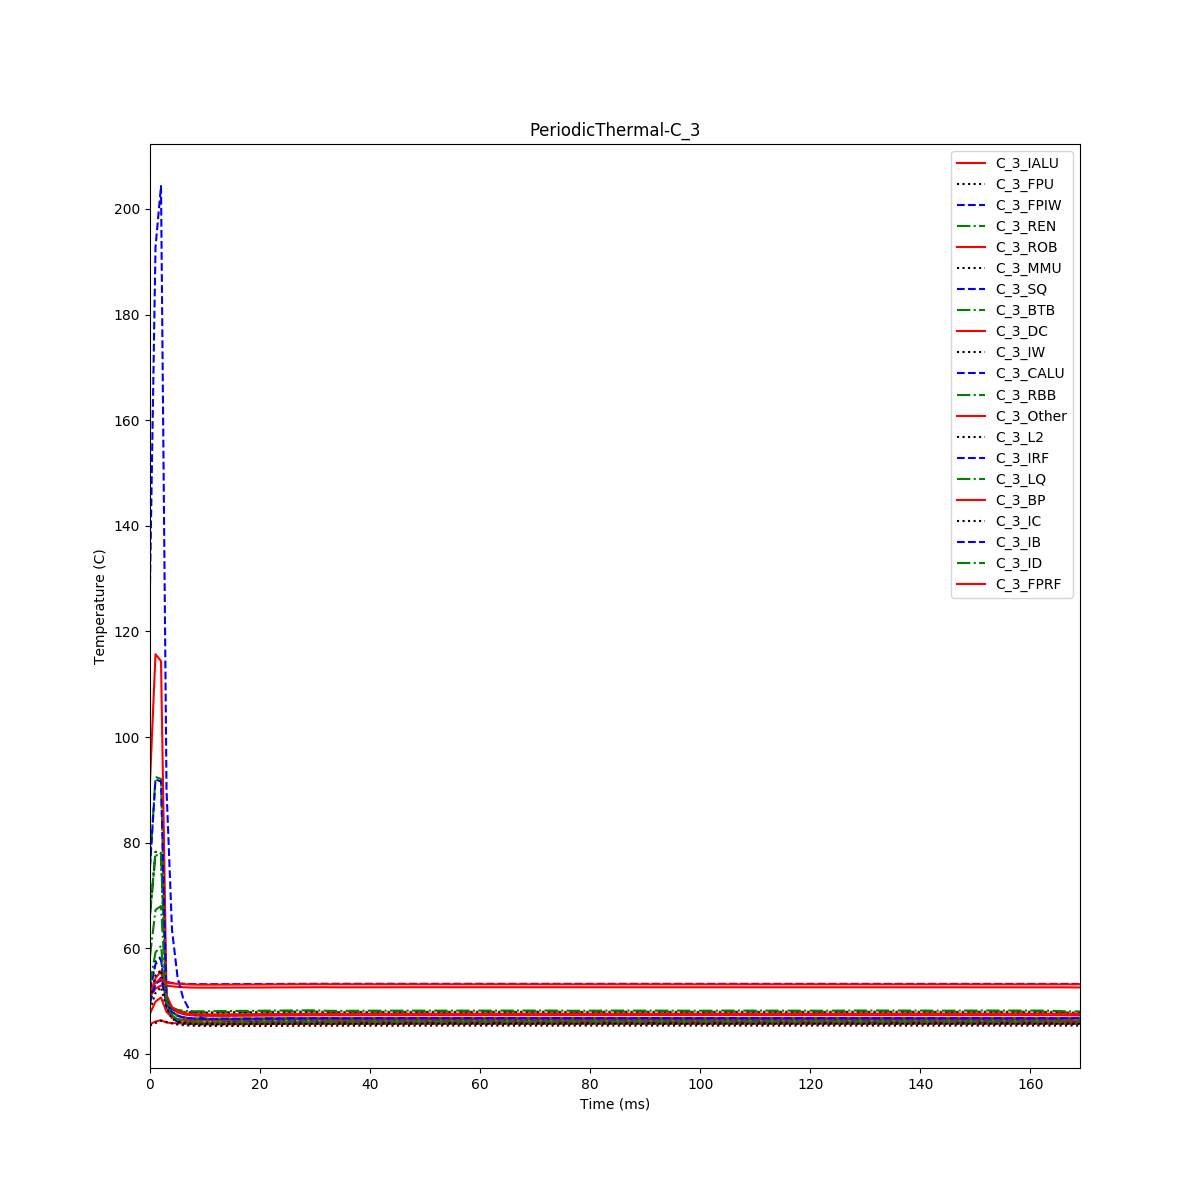 PeriodicThermal-C_3
200
180
160
140
120
100
80
60
40
Temperature (C)
0 20 40 60 80 100 120 140 160
Time (ms)
C_3_IALU
C_3_FPU
C_3_FPIW
C_3_REN
C_3_ROB
C_3_MMU
C_3_SQ
C_3_BTB
C_3_DC
C_3_IW
C_3_CALU
C_3_RBB
C_3_Other
C_3_L2
C_3_IRF
C_3_LQ
C_3_BP
C_3_IC
C_3_IB
C_3_ID
C_3_FPRF